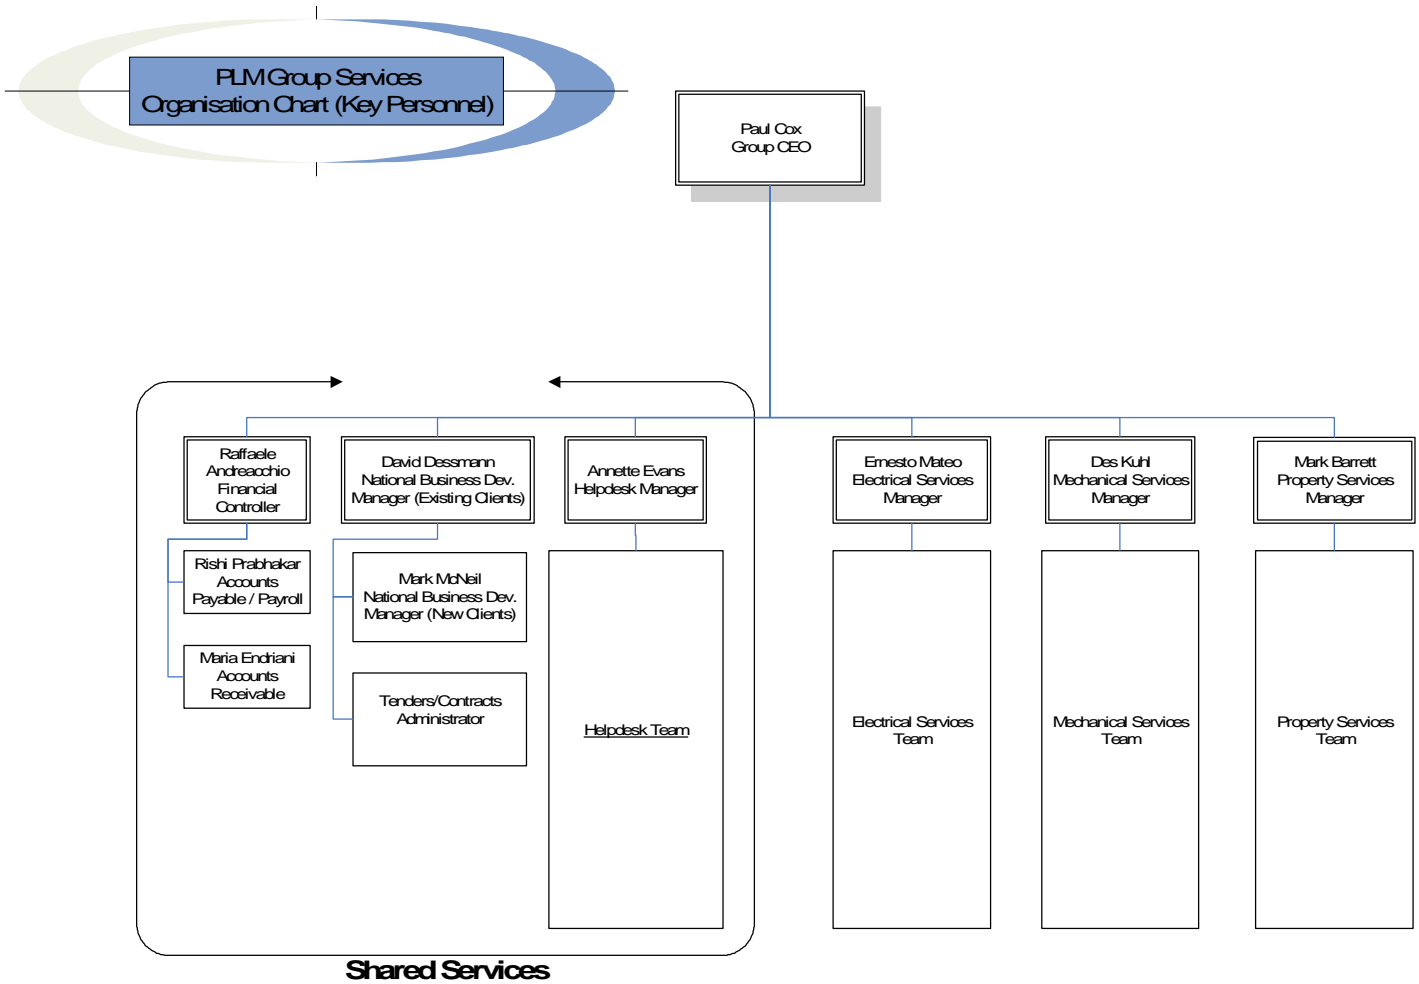 PLM Group Services
Organisation Chart (Key Personnel)
Paul Cox
Group CEO
Raffaele
Andreacchio
Financial
Controller
David Dessmann
National Business Dev.
Manager (Existing Clients)
Annette Evans
Helpdesk Manager
Ernesto Mateo
Electrical Services
Manager
Des Kuhl
Mechanical Services
Manager
Mark Barrett
Property Services
Manager
Rishi Prabhakar
Accounts
Payable / Payroll
Mark McNeil
National Business Dev.
Manager (New Clients)
Maria Endriani
Accounts
Receivable
Tenders/Contracts
Administrator
Helpdesk Team
Electrical Services
Team
Mechanical Services
Team
Property Services
Team
Shared Services